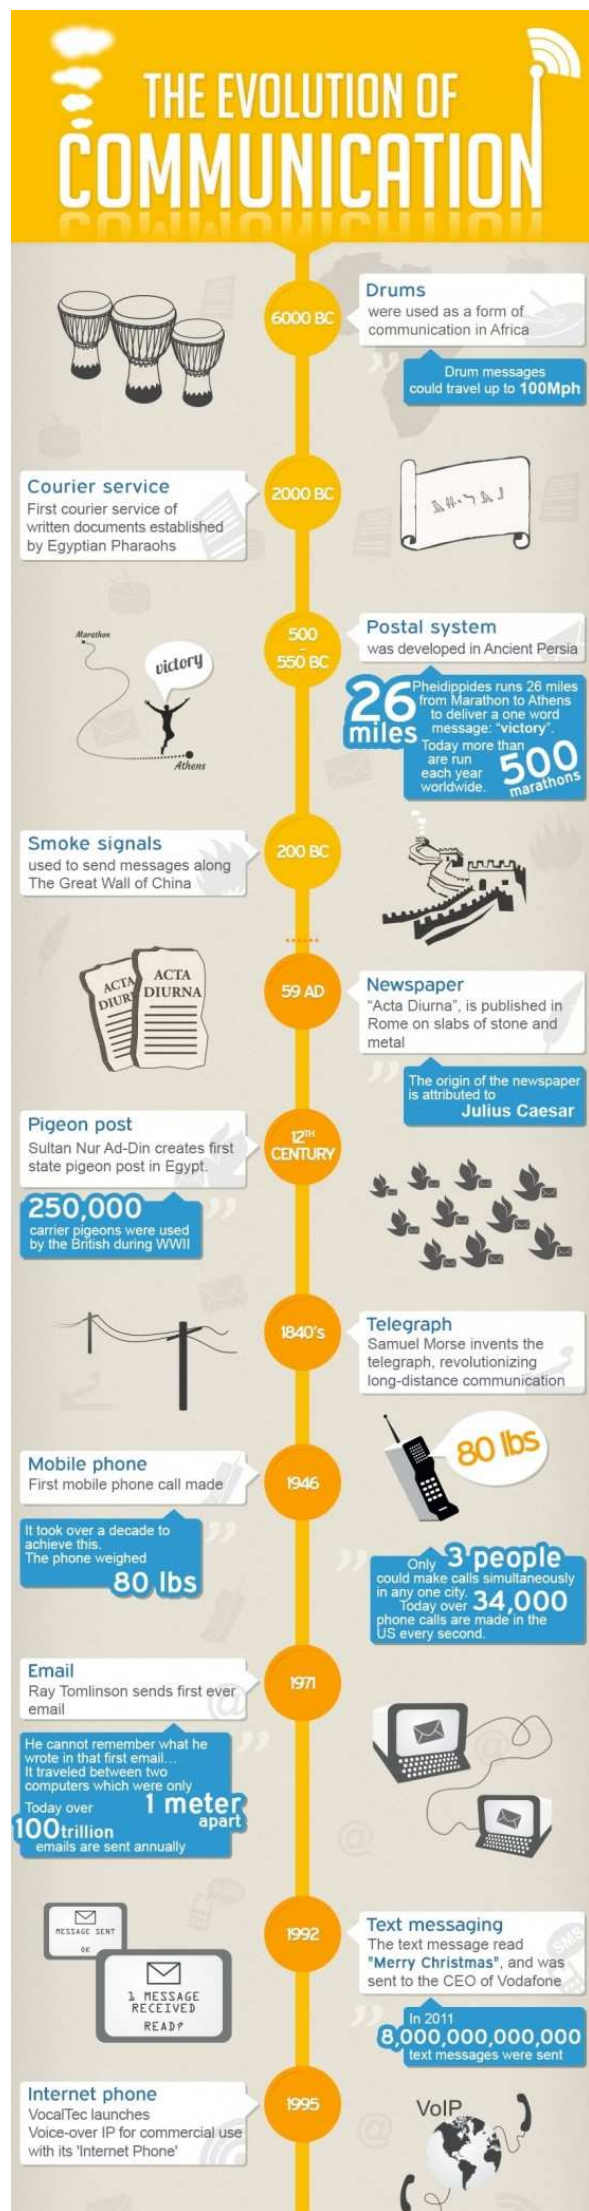 THE EVOLUTION OF
COMMUNICATION
6000 BC
Drums
were used as a form of
communication in Africa
Drum messages
could travel up to 100Mph
Courier service
First courier service of
written documents established
by Egyptian Pharaohs
2000 BC
Marathon
victory
Athens
500
-
550 BC
Postal system
was developed in Ancient Persia
26
miles
Pheidippides runs 26 miles
from Marathon to Athens
to deliver a one word
message: "victory".
Today more than
are run
each year
worldwide.
500
marathons
Smoke signals
used to send messages along
The Great Wall of China
200 BC
ACTA
DIUR
ACTA
DIURNA
59 AD
Newspaper
"Acta Diurna", is published in
Rome on slabs of stone and
metal
The origin of the newspaper
is attributed to
Julius Caesar
Pigeon post
Sultan Nur Ad-Din creates first
state pigeon post in Egypt.
250,000
carrier pigeons were used
by the British during WWII
12TH
CENTURY
1840's
Telegraph
Samuel Morse invents the
telegraph, revolutionizing
long-distance communication
Mobile phone
First mobile phone call made
It took over a decade to
achieve this.
The phone weighed
80 lbs
1946
80 lbs
Only 3 people
could make calls simultaneously
in any one city.
Today over 34,000
phone calls are made in the
US every second.
Email
Ray Tomlinson sends first ever
email
He cannot remember what he
wrote in that first email...
It traveled between two
computers which were only
1 meter
apart
Today over
100 trillion
emails are sent annually
1971
MESSAGE SENT
OK
1 MESSAGE
RECEIVED
READ?
1992
Text messaging
The text message read
"Merry Christmas", and was
sent to the CEO of Vodafone
SMS
In 2011
8,000,000,000,000
text messages were sent
Internet phone
VocalTec launches
Voice-over IP for commercial use
with its 'Internet Phone'
1995
VoIP